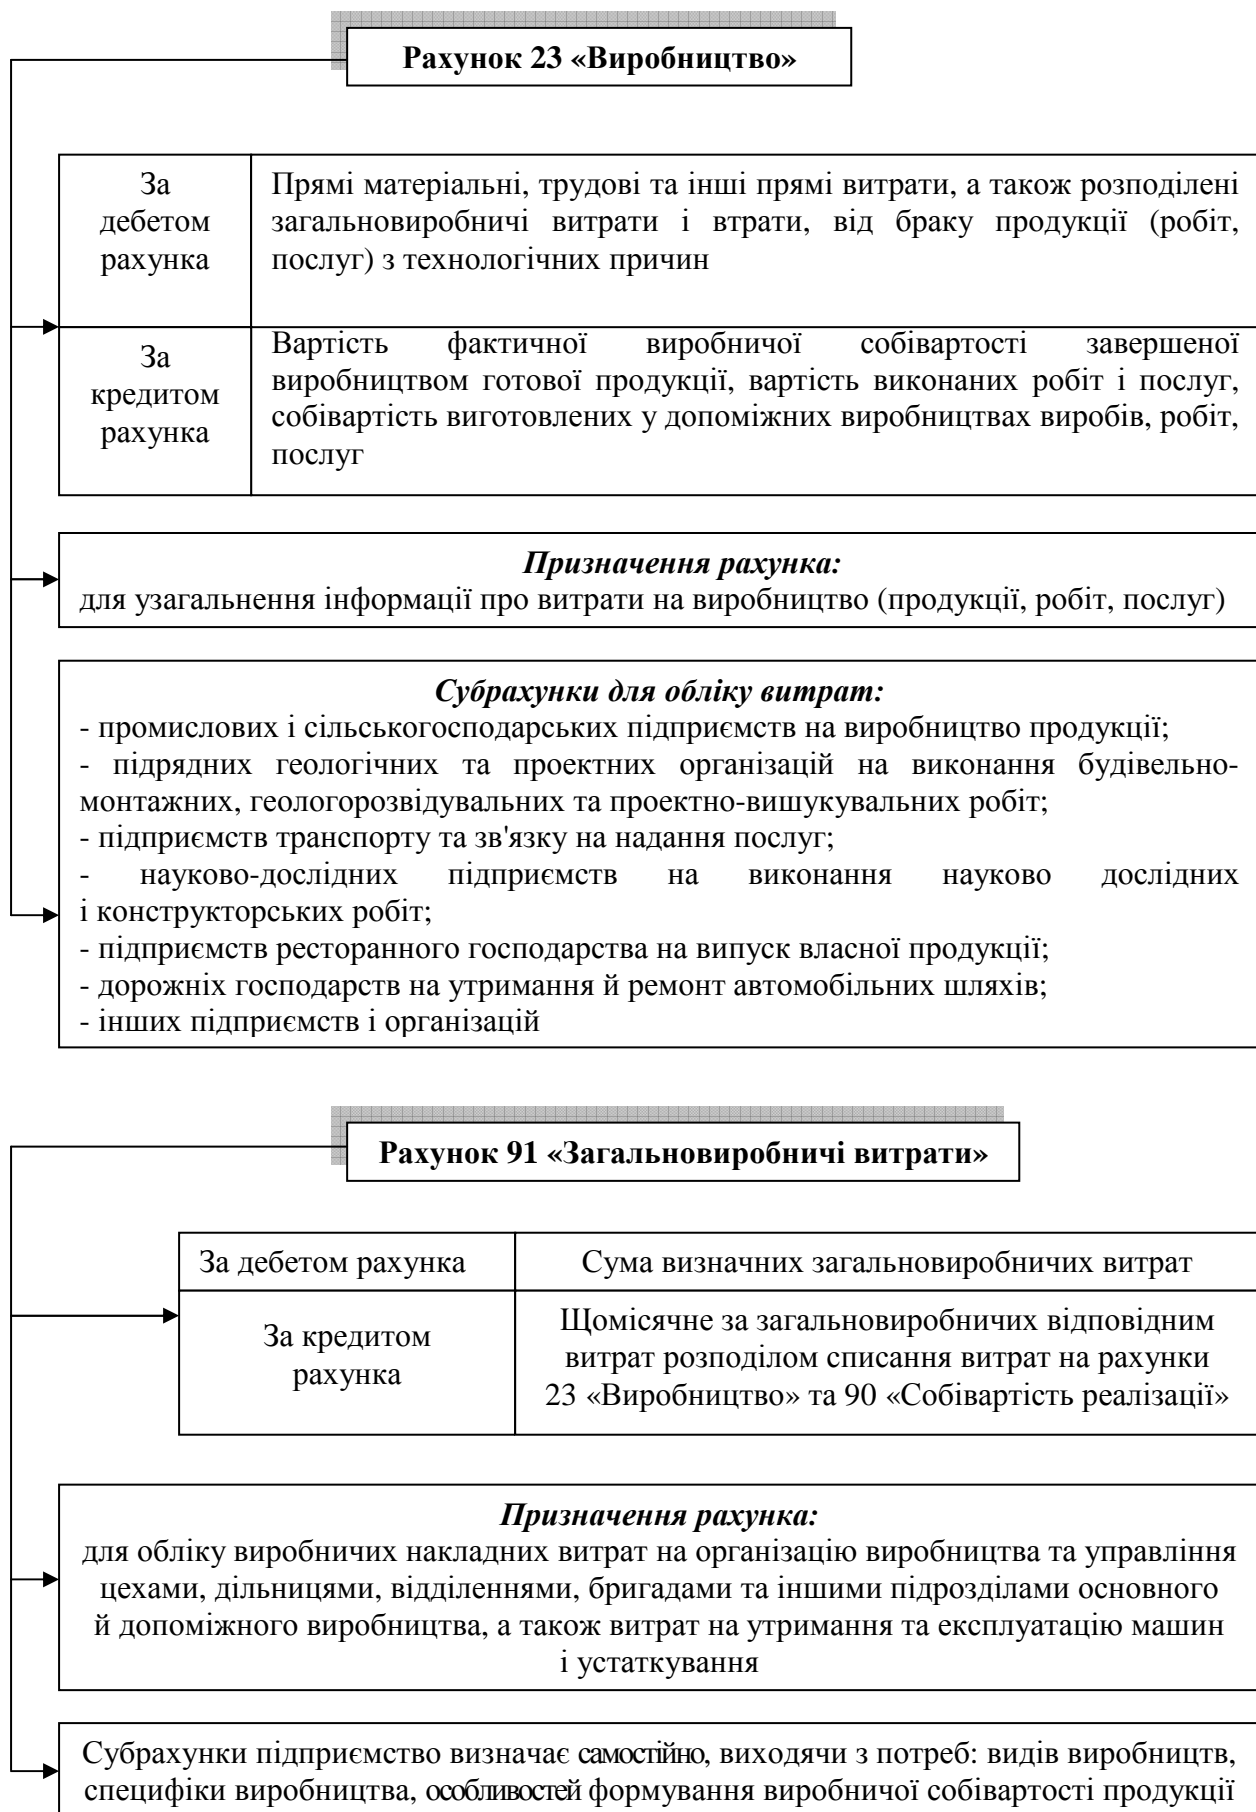 Рахунок 23 «Виробництво»
За
дебетом
рахунка
Прямі матеріальні, трудові та інші прямі витрати, а також розподілені
загальновиробничі витрати і втрати, від браку продукції (робіт,
послуг) з технологічних причин
За
кредитом
рахунка
Вартість фактичної виробничої собівартості завершеної
виробництвом готової продукції, вартість виконаних робіт і послуг,
собівартість виготовлених у допоміжних виробництвах виробів, робіт,
послуг
Призначення рахунка:
для узагальнення інформації про витрати на виробництво (продукції, робіт, послуг)
Субрахунки для обліку витрат:
- промислових і сільськогосподарських підприємств на виробництво продукції;
- підрядних геологічних та проектних організацій на виконання будівельно-
монтажних, геологорозвідувальних та проектно-вишукувальних робіт;
- підприємств транспорту та зв'язку на надання послуг;
- науково-дослідних підприємств на виконання науково дослідних
і конструкторських робіт;
- підприємств ресторанного господарства на випуск власної продукції;
- дорожніх господарств на утримання й ремонт автомобільних шляхів;
- інших підприємств і організацій
Рахунок 91 «Загальновиробничі витрати»
За дебетом рахунка
Сума визначних загальновиробничих витрат
За кредитом
рахунка
Щомісячне за загальновиробничих відповідним
витрат розподілом списання витрат на рахунки
23 «Виробництво» та 90 «Собівартість реалізації»
Призначення рахунка:
для обліку виробничих накладних витрат на організацію виробництва та управління
цехами, дільницями, відділеннями, бригадами та іншими підрозділами основного
й допоміжного виробництва, а також витрат на утримання та експлуатацію машин
і устаткування
Субрахунки підприємство визначає самостійно, виходячи з потреб: видів виробництв,
специфіки виробництва, особливостей формування виробничої собівартості продукції